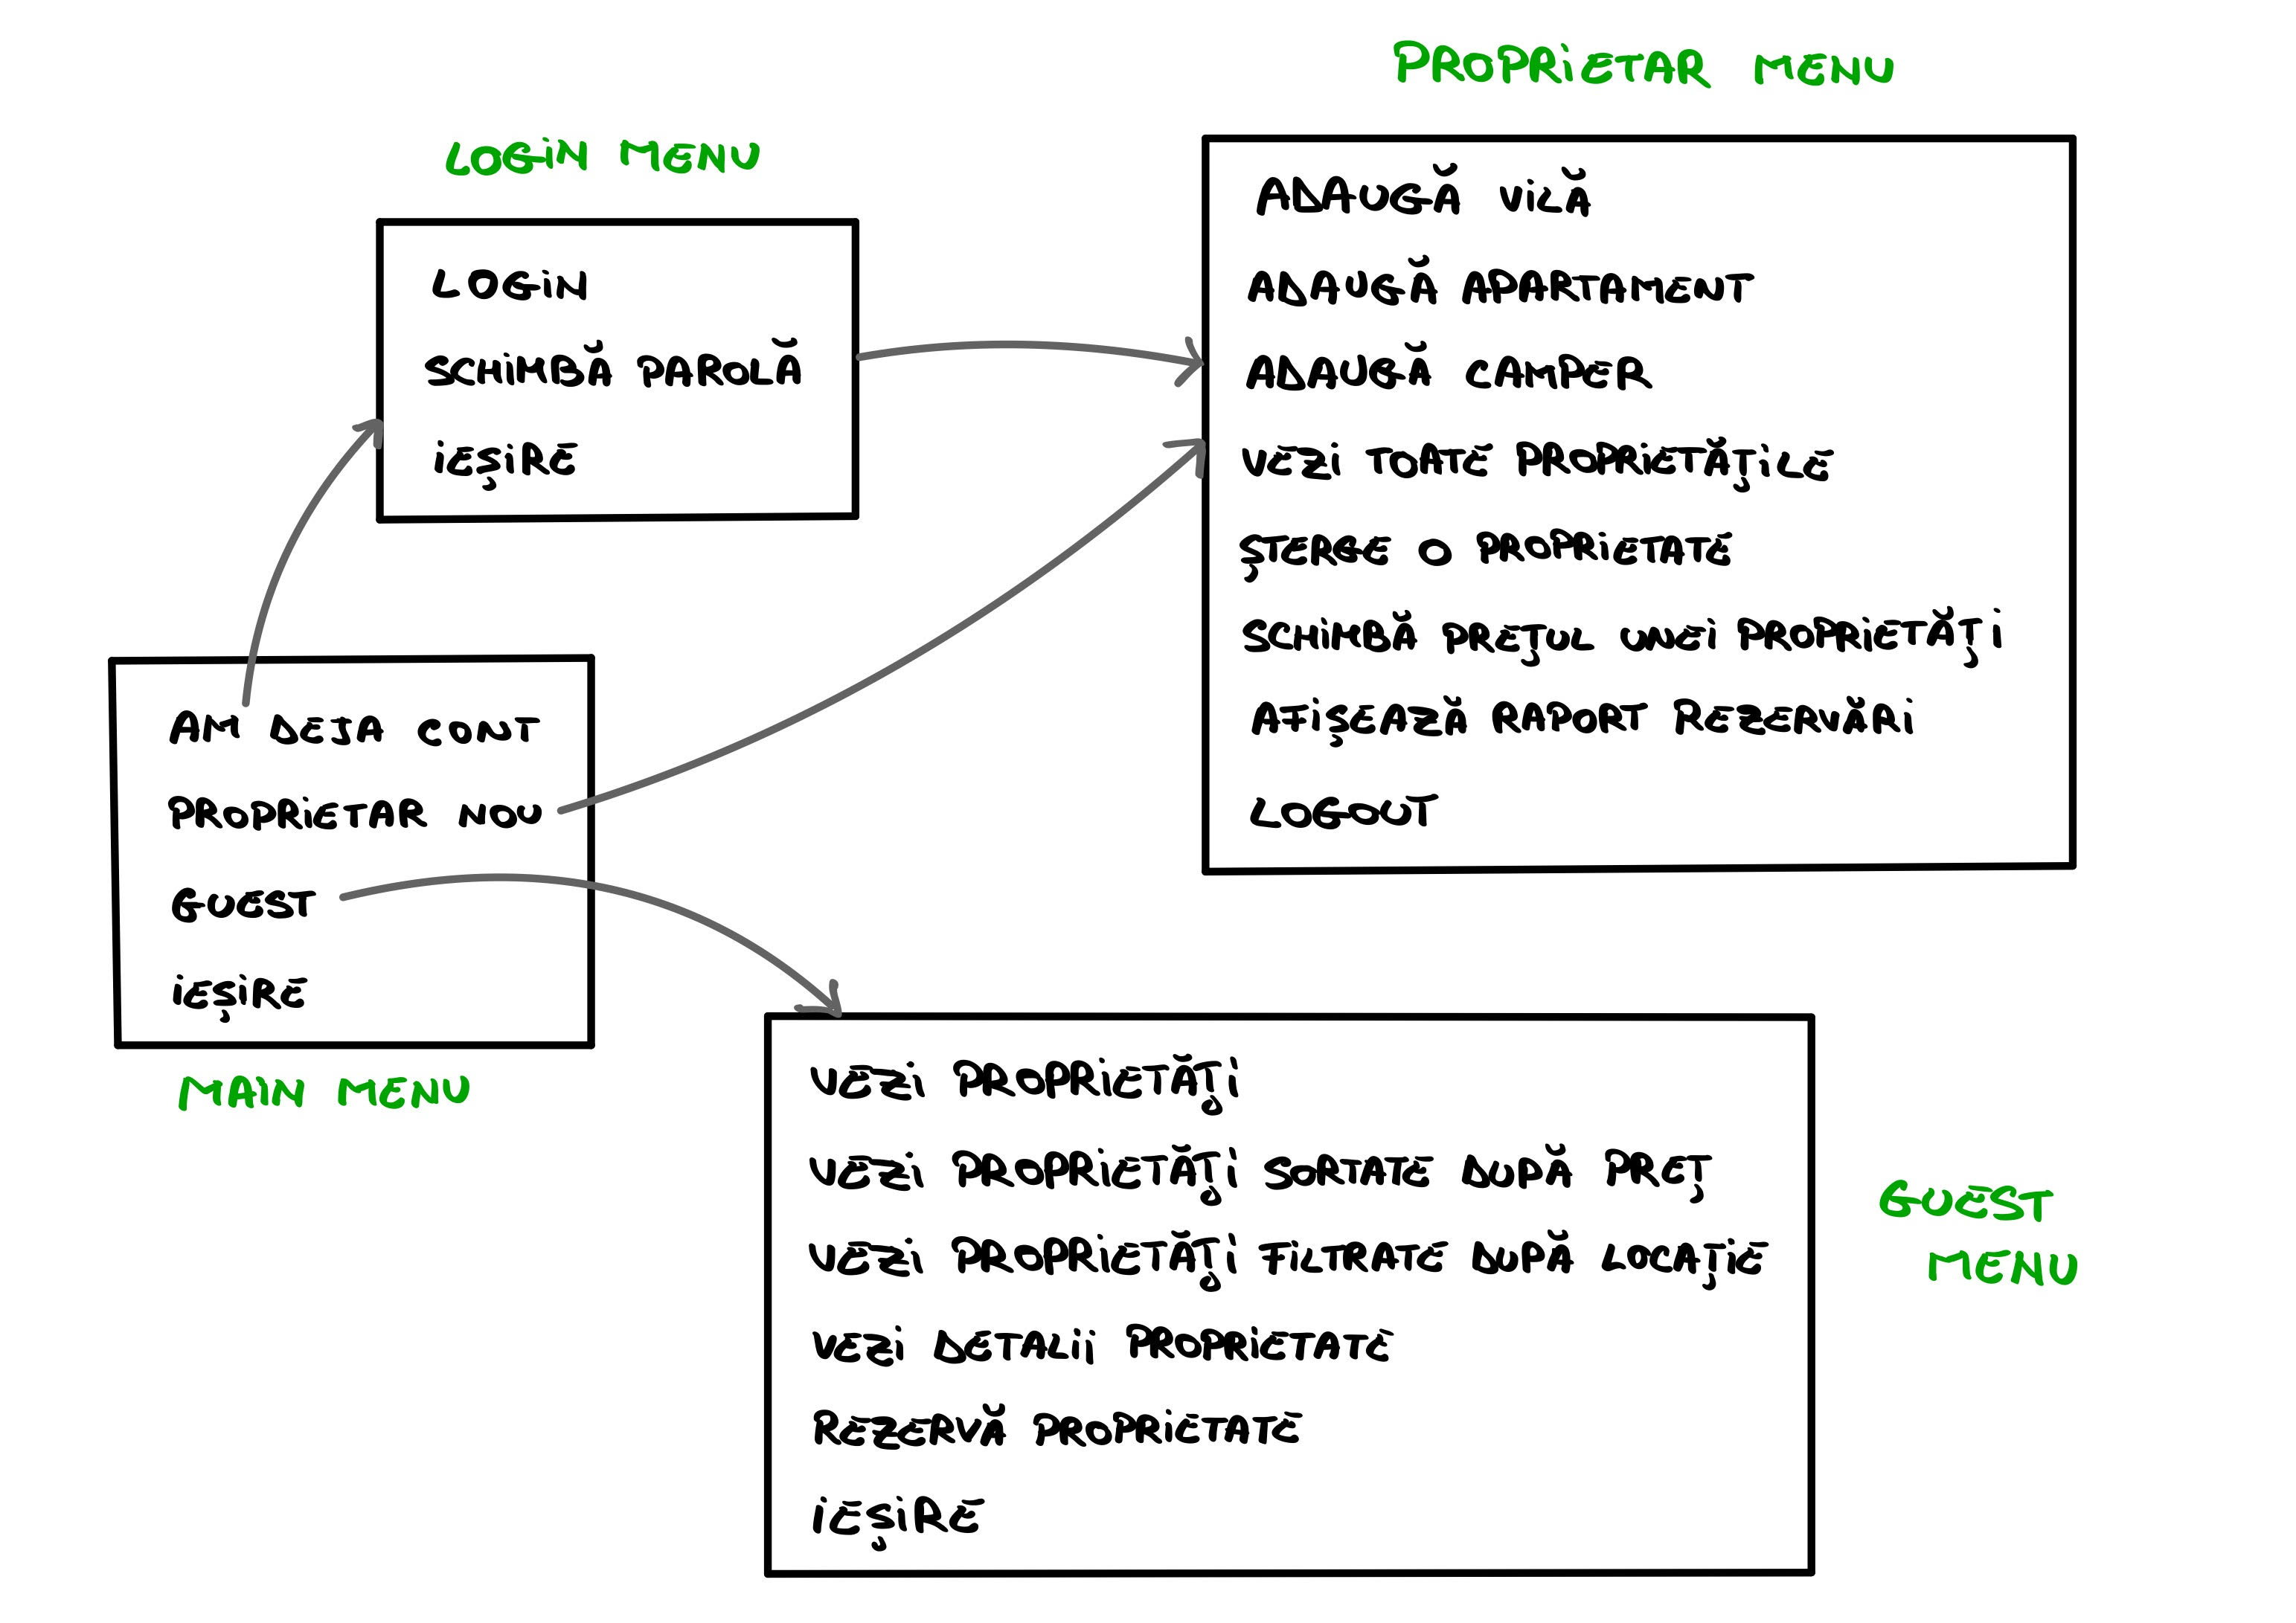 PROPRIETAR MENU
ADAUGĂ VILĂ
ADAUGĂ APARTAMENT
ADAUGĂ CAMPER
VEZI TOATE PROPRIETĂȚILE
ȘTERGE O PROPRIETATE
SCHIMBĂ PREȚUL UNEI PROPRIETĂȚI
AFIȘEAZĂ RAPORT REZERVĂRI
LOGOUT
LOGIN MENU
LOGIN
SCHIMBĂ PAROLĂ
IEȘIRE
AM DEJA CONT
PROPRIETAR NOU
GUEST
IEȘIRE
MAIN MENU
VEZI PROPRIETĂȚI
VEZI PROPRIETĂȚI SORTATE DUPĂ PREȚ
VEZI PROPRIETĂȚI FILTRATE DUPĂ LOCAȚIE
VEZI DETALII PROPRIETATE
REZERVĂ PROPRIETATE
IEȘIRE
GUEST
MENU